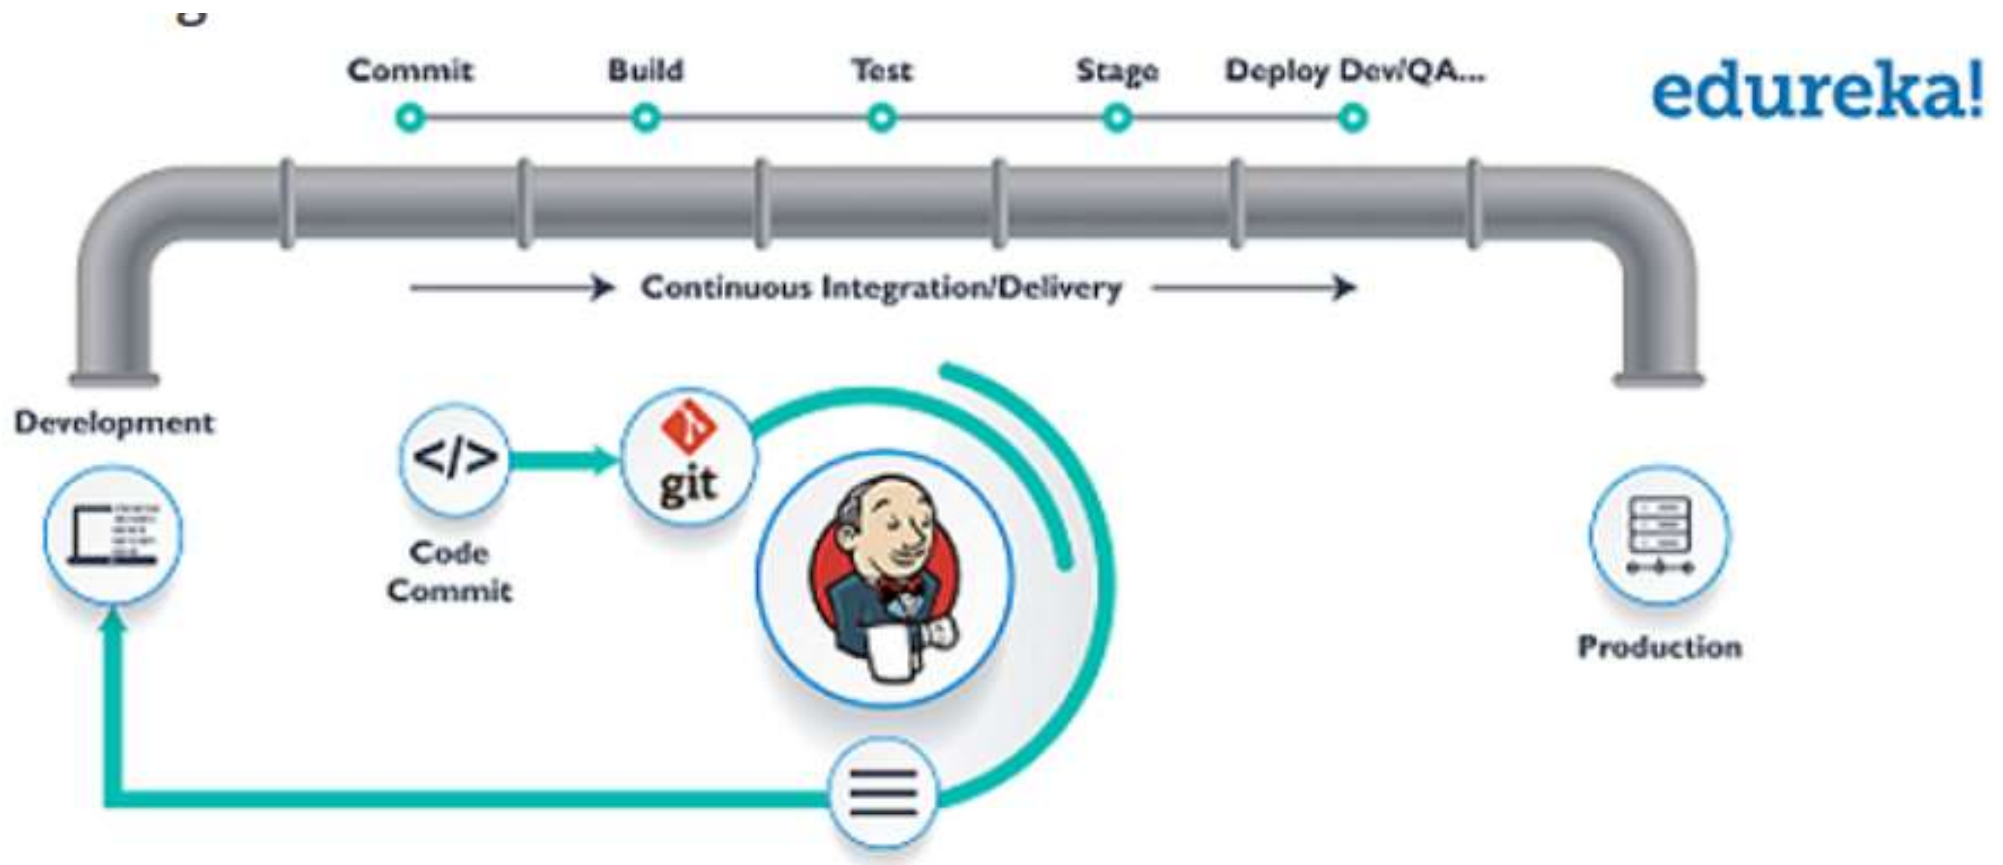 Commit Build Test Stage Deploy Dev/QA...
edureka!
Continuous Integration/Delivery
Development
</>
git
Code
Commit
Production